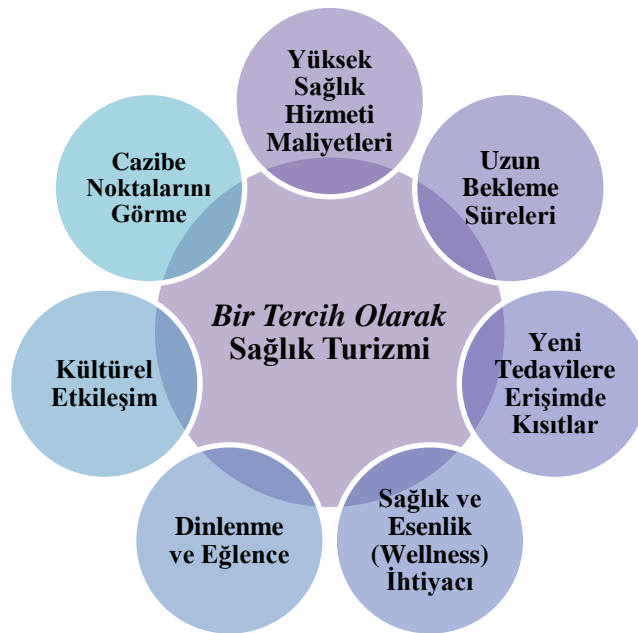 Yüksek
Sağlık
Hizmeti
Maliyetleri
Uzun
Bekleme
Süreleri
Yeni
Tedavilere
Erişimde
Kısıtlar
Sağlık ve
Esenlik
(Wellness)
İhtiyacı
Dinlenme
ve Eğlence
Kültürel
Etkileşim
Cazibe
Noktalarını
Görme
Bir Tercih Olarak
Sağlık Turizmi